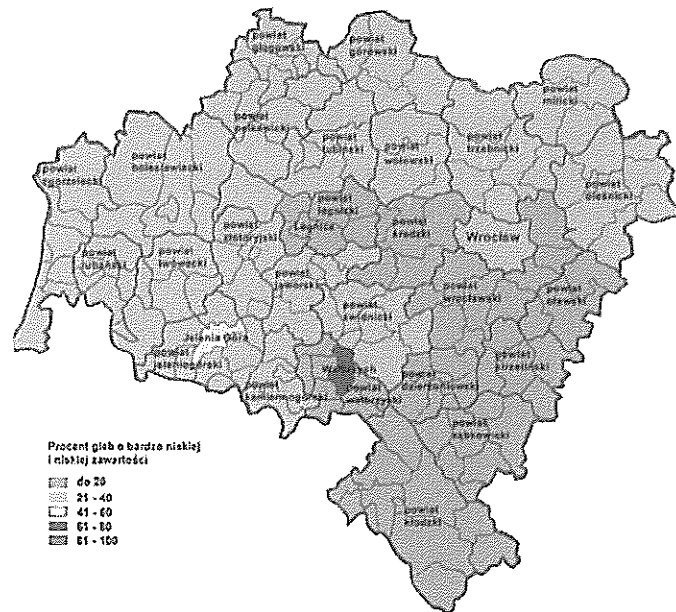 powiat
głogowski
powiat
górowski
powiat
milicki
powiat
polkowicki
powiat
lubiński
powiat
wołowski
powiat
trzebnicki
powiat
zgorzelecki
powiat
bolesławiecki
powiat
oleśnicki
powiat
legnicki
Legnica
powiat
złotoryjski
powiat
średzki
Wrocław
powiat
lubański
powiat
lwówecki
powiat
jaworski
powiat
wrocławski
powiat
oławski
powiat
świdnicki
Jelenia Góra
powiat
jeleniogórski
Wałbrzych
powiat
kamiennogórski
powiat
wałbrzyski
powiat
dzierżoniowski
powiat
strzeliński
powiat
ząbkowicki
powiat
kłodzki
Procent gleb o bardzo niskiej
i niskiej zawartości
do 20
21 - 40
41 - 60
61 - 80
81 - 100